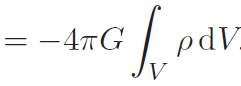 = −4πG ∫_V ρ dV.